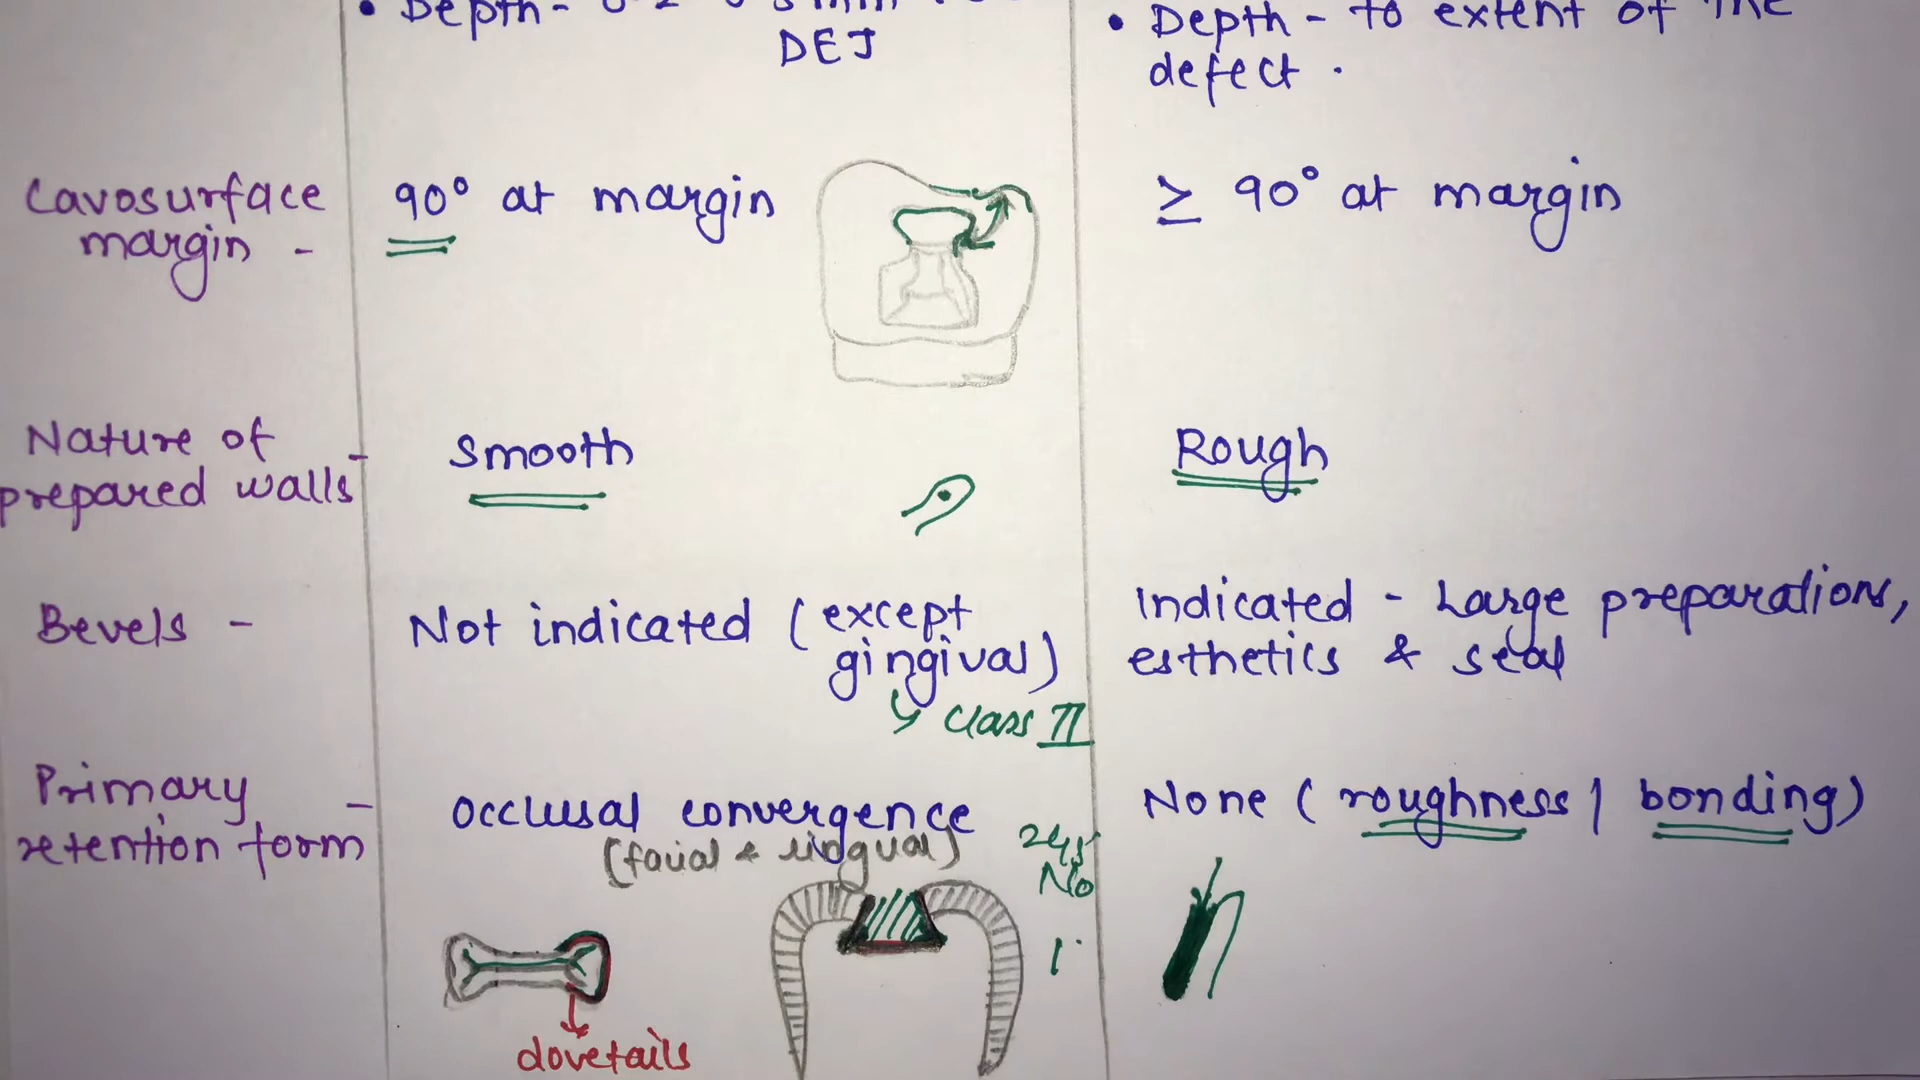 • Depth -
DEJ
• Depth - to extent of the
defect .
Cavosurface
margin -
90° at margin
≥ 90° at margin
Nature of -
prepared walls
Smooth
Rough
Bevels -
Not indicated (except
gingival)
↳ class II
Indicated - Large preparations,
esthetics & seal
Primary -
retention form
Occlusal convergence
(facial & lingual)
No
None (roughness / bonding)
dovetails